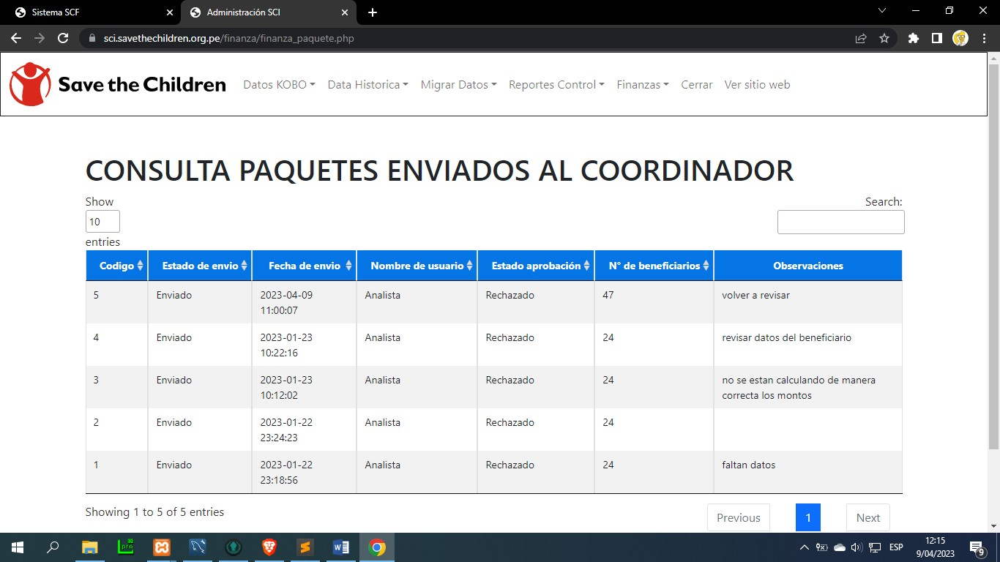 Sistema SCF
Administración SCI
sci.savethechildren.org.pe/finanza/finanza_paquete.php
Save the Children
Datos KOBO Data Historica Migrar Datos Reportes Control Finanzas Cerrar Ver sitio web
CONSULTA PAQUETES ENVIADOS AL COORDINADOR
Show
10
entries
Search:
Codigo Estado de envio Fecha de envio Nombre de usuario Estado aprobación N° de beneficiarios Observaciones
5 Enviado 2023-04-09 Analista Rechazado 47 volver a revisar
11:00:07
4 Enviado 2023-01-23 Analista Rechazado 24 revisar datos del beneficiario
10:22:16
3 Enviado 2023-01-23 Analista Rechazado 24 no se estan calculando de manera
10:12:02 correcta los montos
2 Enviado 2023-01-22 Analista Rechazado 24
23:24:23
1 Enviado 2023-01-22 Analista Rechazado 24 faltan datos
23:18:56
Showing 1 to 5 of 5 entries
Previous 1 Next
ESP
12:15
9/04/2023
9